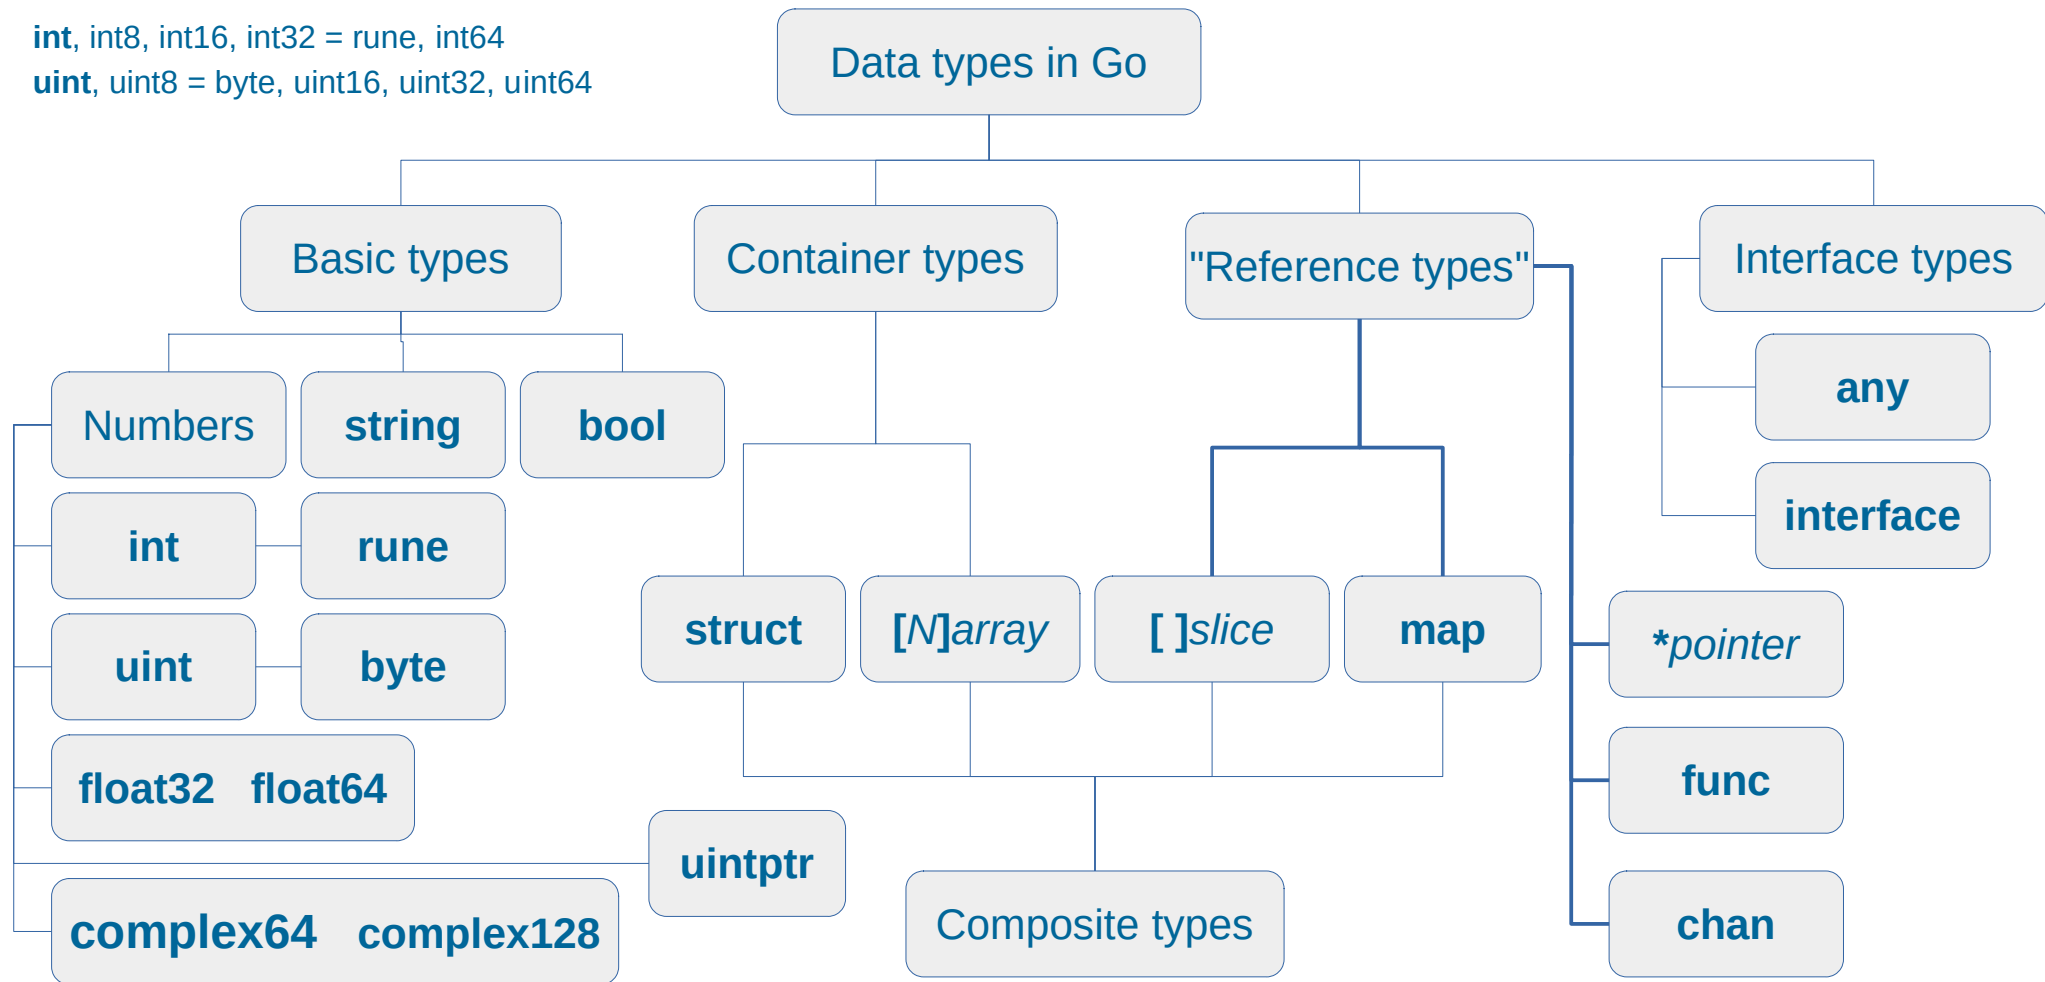 int, int8, int16, int32 = rune, int64
uint, uint8 = byte, uint16, uint32, uint64
Data types in Go
Basic types
Container types
"Reference types"
Interface types
Numbers
string
bool
any
interface
int
rune
uint
byte
struct
[N]array
[ ]slice
map
*pointer
func
chan
float32 float64
uintptr
complex64 complex128
Composite types